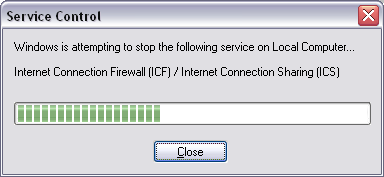 Service Control
Windows is attempting to stop the following service on Local Computer...
Internet Connection Firewall (ICF) / Internet Connection Sharing (ICS)
Close